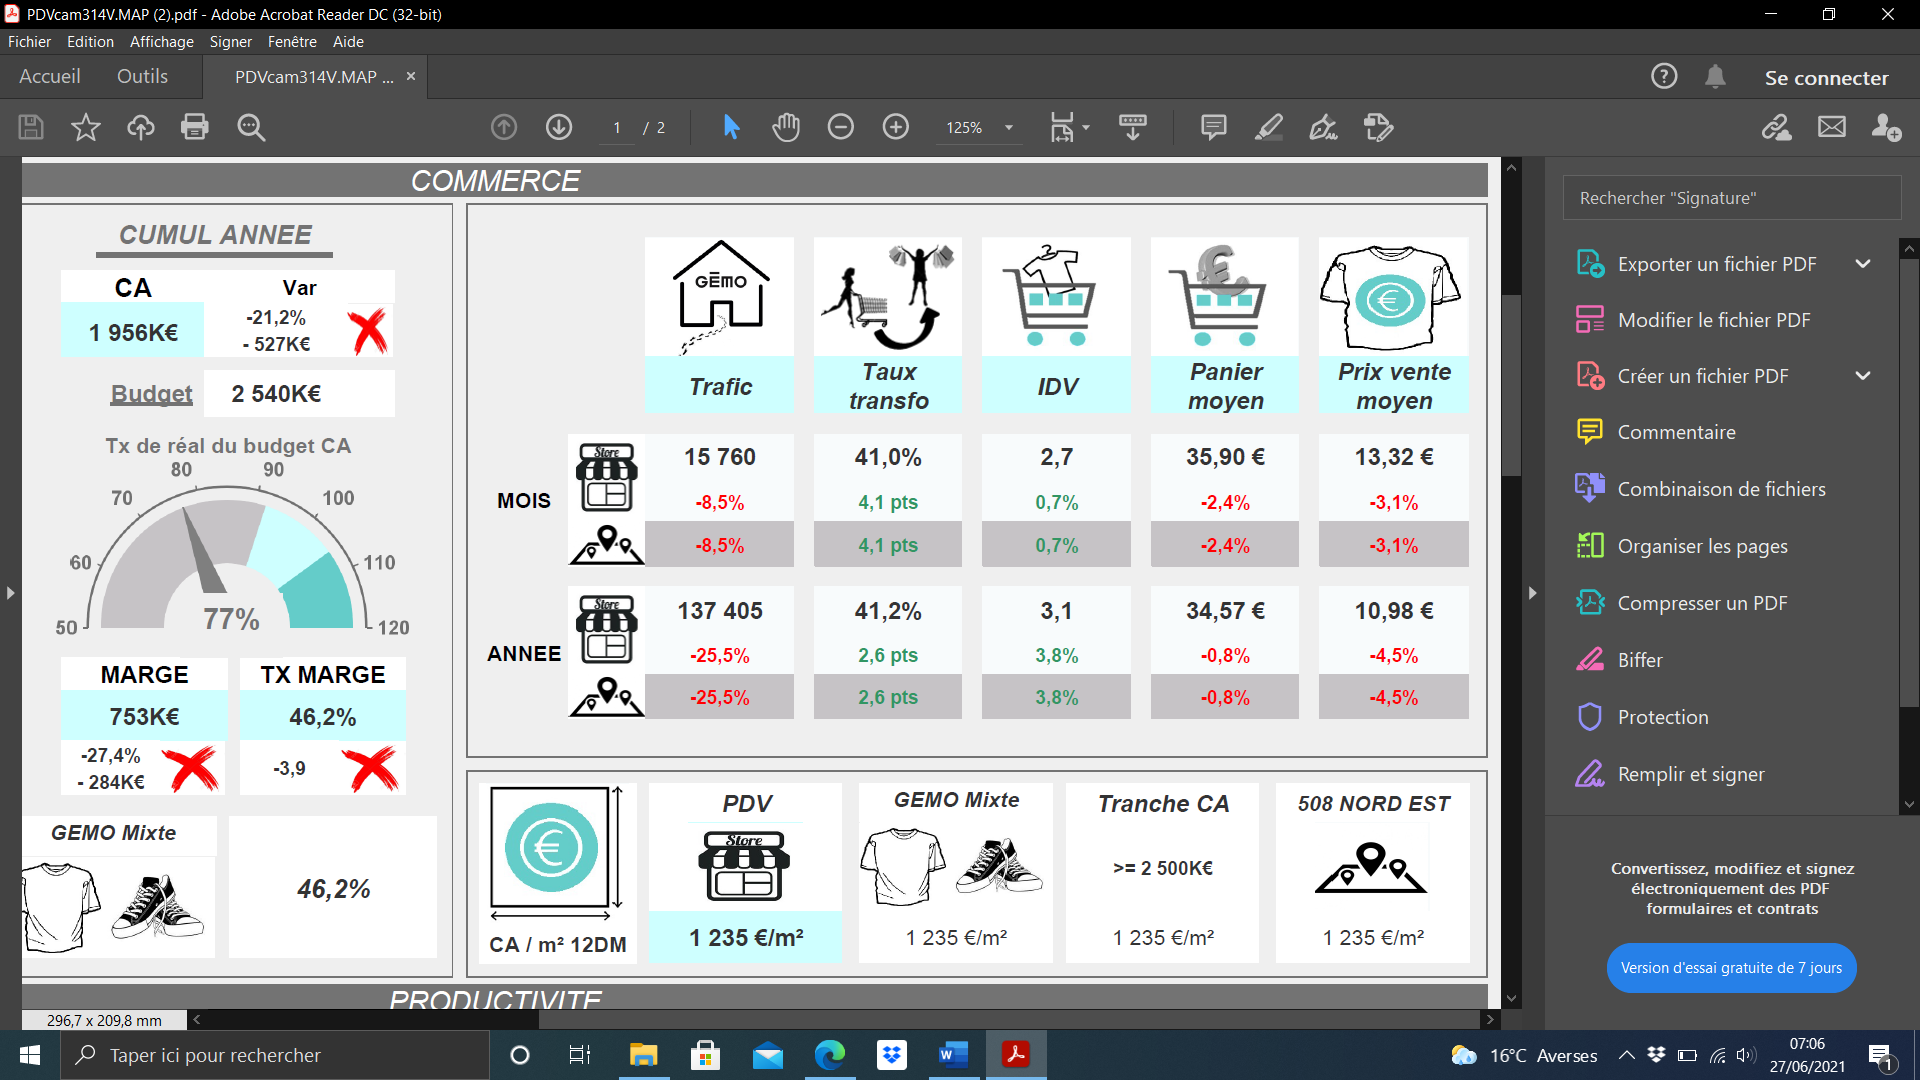 PDVcam314V.MAP (2).pdf - Adobe Acrobat Reader DC (32-bit)
Fichier Edition Affichage Signer Fenêtre Aide
Accueil Outils PDVcam314V.MAP ... × Se connecter
1 / 2 125%
COMMERCE
CUMUL ANNEE
CA Var
1 956K€
-21,2%
- 527K€
Budget 2 540K€
Tx de réal du budget CA
50 60 70 80 90 100 110 120
77%
MARGE TX MARGE
753K€ 46,2%
-27,4%
- 284K€
-3,9
GEMO Mixte
46,2%
GĒMO
Trafic
Taux
transfo
IDV
Panier
moyen
Prix vente
moyen
MOIS
Store
15 760 41,0% 2,7 35,90 € 13,32 €
-8,5% 4,1 pts 0,7% -2,4% -3,1%
-8,5% 4,1 pts 0,7% -2,4% -3,1%
ANNEE
Store
137 405 41,2% 3,1 34,57 € 10,98 €
-25,5% 2,6 pts 3,8% -0,8% -4,5%
-25,5% 2,6 pts 3,8% -0,8% -4,5%
PDV GEMO Mixte Tranche CA 508 NORD EST
Store
>= 2 500K€
CA / m² 12DM 1 235 €/m² 1 235 €/m² 1 235 €/m² 1 235 €/m²
PRODUCTIVITE
296,7 x 209,8 mm
Rechercher "Signature"
Exporter un fichier PDF
Modifier le fichier PDF
Créer un fichier PDF
Commentaire
Combinaison de fichiers
Organiser les pages
Compresser un PDF
Biffer
Protection
Remplir et signer
Convertissez, modifiez et signez
électroniquement des PDF
formulaires et contrats
Version d'essai gratuite de 7 jours
Taper ici pour rechercher
16°C Averses
07:06
27/06/2021
1